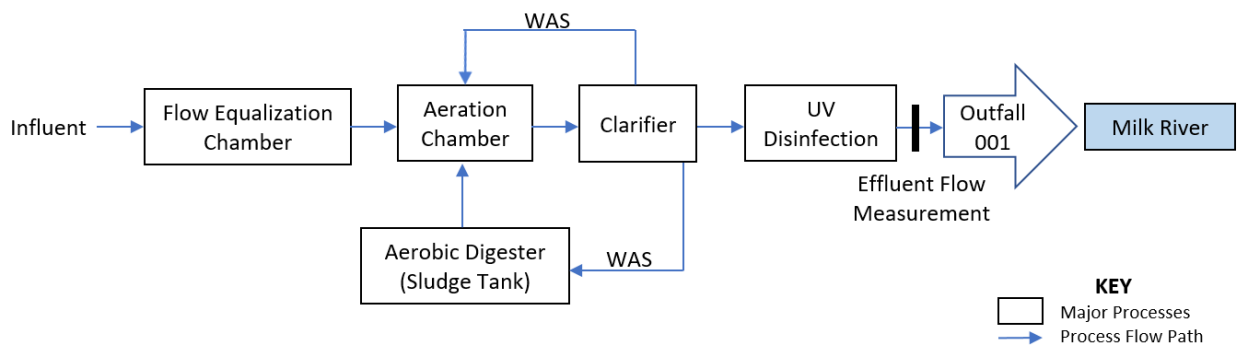 WAS
Influent
Flow Equalization
Chamber
Aeration
Chamber
Clarifier
UV
Disinfection
Outfall
001
Milk River
Effluent Flow
Measurement
Aerobic Digester
(Sludge Tank)
WAS
KEY
Major Processes
Process Flow Path